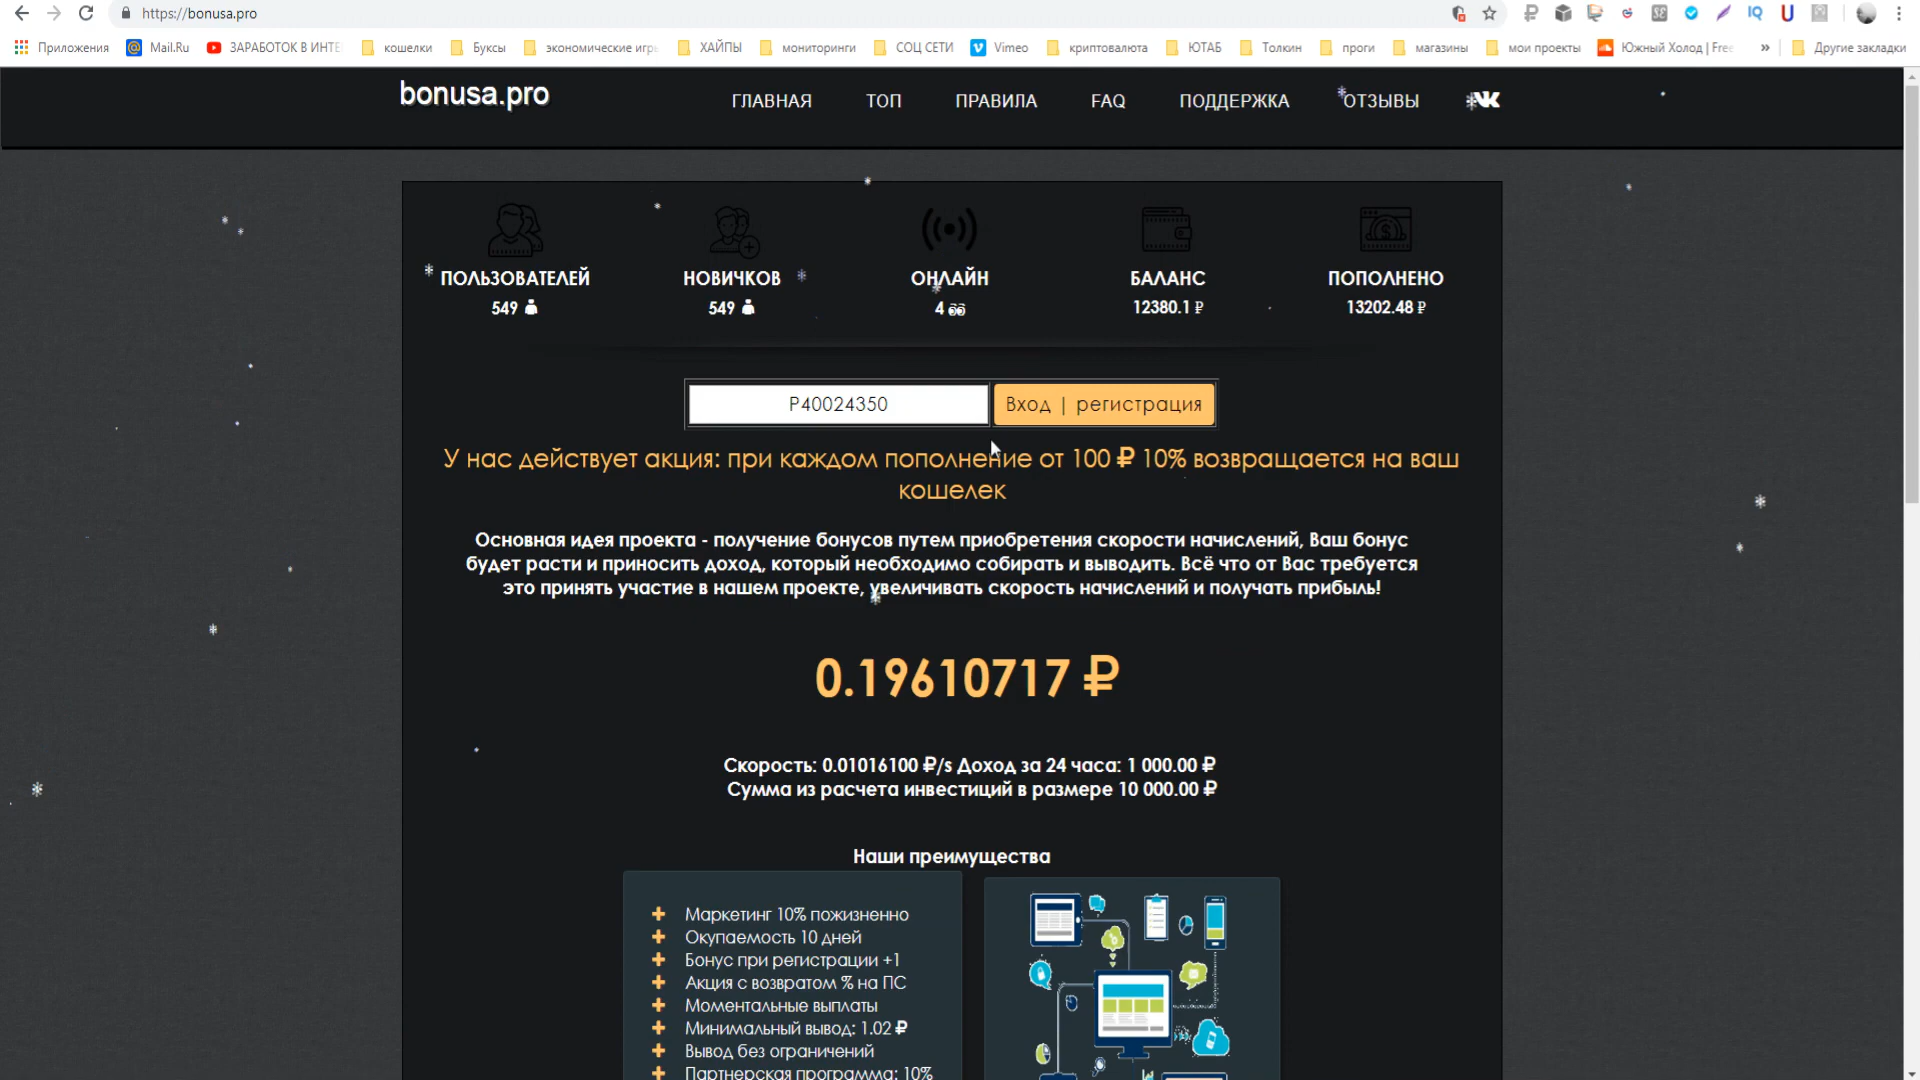 https://bonusa.pro
Приложения Mail.Ru ЗАРАБОТОК В ИНТЕ кошелки Буксы экономические игры ХАЙПЫ мониторинги СОЦ СЕТИ Vimeo криптовалюта ЮТАБ Толкин проги магазины мои проекты Южный Холод | Free » Другие закладки
bonusa.pro ГЛАВНАЯ ТОП ПРАВИЛА FAQ ПОДДЕРЖКА ОТЗЫВЫ
ПОЛЬЗОВАТЕЛЕЙ НОВИЧКОВ ОНЛАЙН БАЛАНС ПОПОЛНЕНО
549 549 4 12380.1 ₽ 13202.48 ₽
P40024350 Вход | регистрация
У нас действует акция: при каждом пополнение от 100 ₽ 10% возвращается на ваш
кошелек
Основная идея проекта - получение бонусов путем приобретения скорости начислений, Ваш бонус
будет расти и приносить доход, который необходимо собирать и выводить. Всё что от Вас требуется
это принять участие в нашем проекте, увеличивать скорость начислений и получать прибыль!
0.19610717 ₽
Скорость: 0.01016100 ₽/s Доход за 24 часа: 1 000.00 ₽
Сумма из расчета инвестиций в размере 10 000.00 ₽
Наши преимущества
Маркетинг 10% пожизненно
Окупаемость 10 дней
Бонус при регистрации +1
Акция с возвратом % на ПС
Моментальные выплаты
Минимальный вывод: 1.02 ₽
Вывод без ограничений
Партнерская программа: 10%